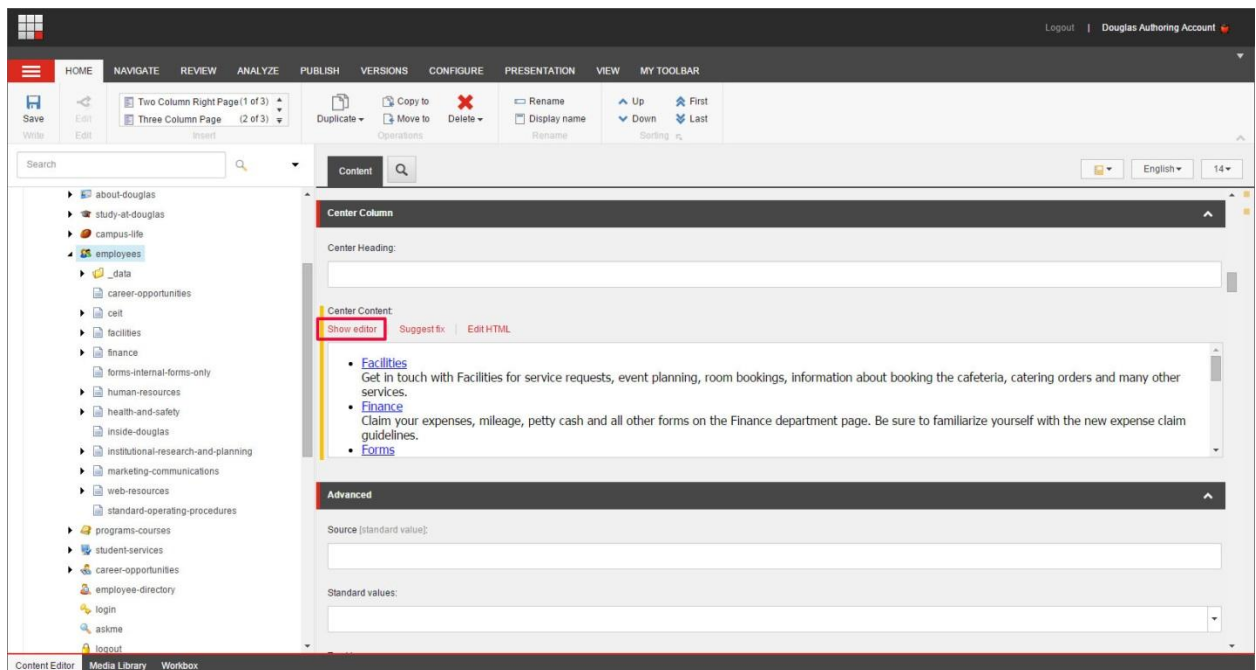 Logout | Douglas Authoring Account
HOME NAVIGATE REVIEW ANALYZE PUBLISH VERSIONS CONFIGURE PRESENTATION VIEW MY TOOLBAR
Save
Write
Edit
Edit
Two Column Right Page (1 of 3)
Three Column Page (2 of 3)
Insert
Duplicate
Copy to
Move to
Delete
Operations
Rename
Display name
Rename
Up
Down
First
Last
Sorting
Search
Content
English
14
about-douglas
study-at-douglas
campus-life
employees
_data
career-opportunities
ceit
facilities
finance
forms-internal-forms-only
human-resources
health-and-safety
inside-douglas
institutional-research-and-planning
marketing-communications
web-resources
standard-operating-procedures
programs-courses
student-services
career-opportunities
employee-directory
login
askme
logout
Center Column
Center Heading:
Center Content:
Show editor Suggest fix | Edit HTML
• Facilities
Get in touch with Facilities for service requests, event planning, room bookings, information about booking the cafeteria, catering orders and many other
services.
• Finance
Claim your expenses, mileage, petty cash and all other forms on the Finance department page. Be sure to familiarize yourself with the new expense claim
guidelines.
• Forms
Advanced
Source [standard value]:
Standard values:
Content Editor Media Library Workbox